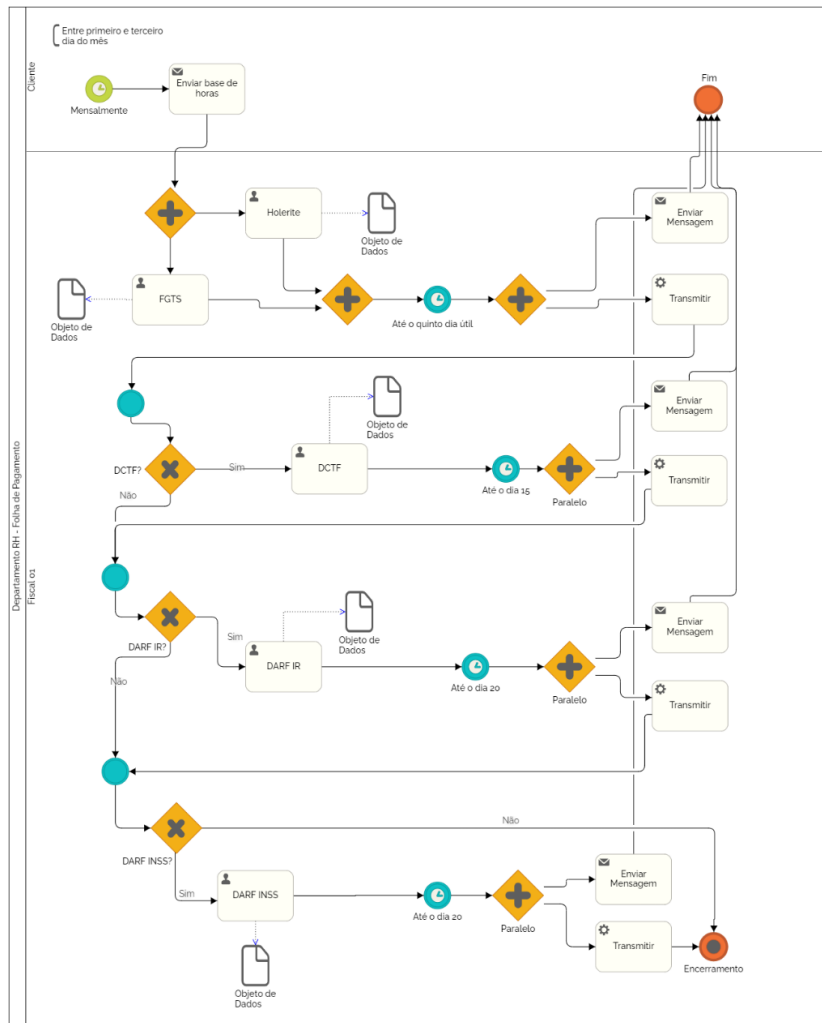 Entre primeiro e terceiro
dia do mês
Cliente
Enviar base de
horas
Mensalmente
Fim
Departamento RH - Folha de Pagamento
Fiscal 01
Holerite
Objeto de
Dados
Enviar
Mensagem
FGTS
Objeto de
Dados
Até o quinto dia útil
Transmitir
Objeto de
Dados
Enviar
Mensagem
DCTF?
Sim
DCTF
Até o dia 15
Paralelo
Transmitir
Não
Objeto de
Dados
Enviar
Mensagem
DARF IR?
Sim
DARF IR
Até o dia 20
Paralelo
Transmitir
Não
Não
DARF INSS?
Sim
DARF INSS
Até o dia 20
Paralelo
Enviar
Mensagem
Transmitir
Encerramento
Objeto de
Dados